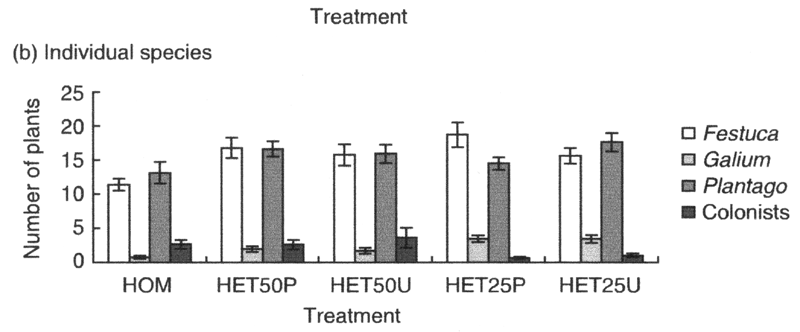 Treatment
(b) Individual species
Number of plants
25
20
15
10
5
0
HOM HET50P HET50U HET25P HET25U
Treatment
Festuca
Galium
Plantago
Colonists